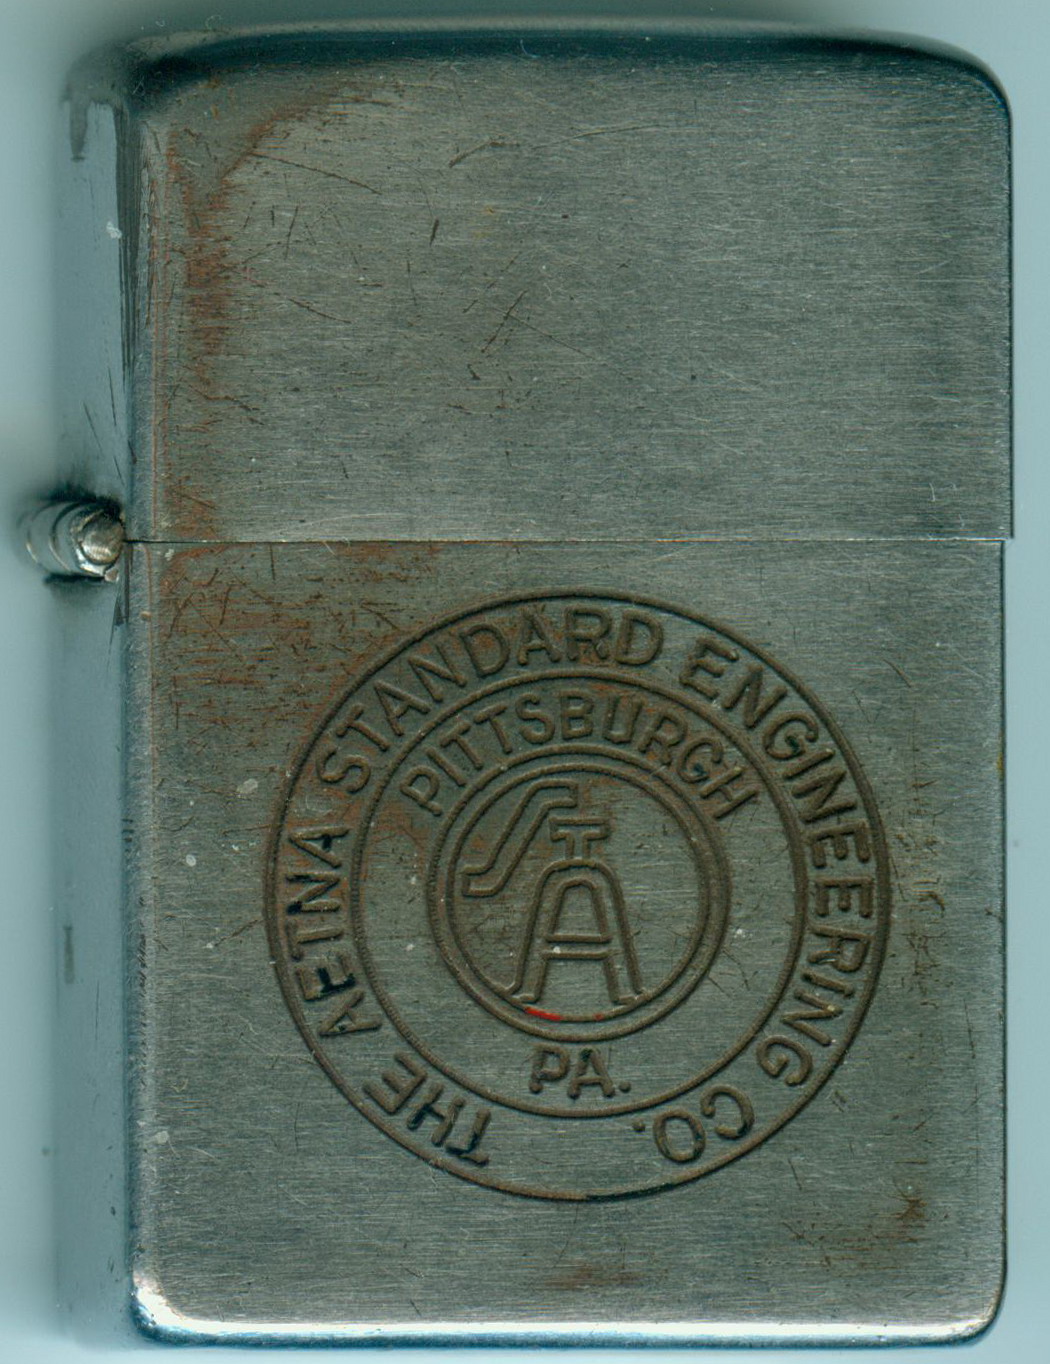 THE AETNA STANDARD ENGINEERING CO.
PITTSBURGH
A
PA.